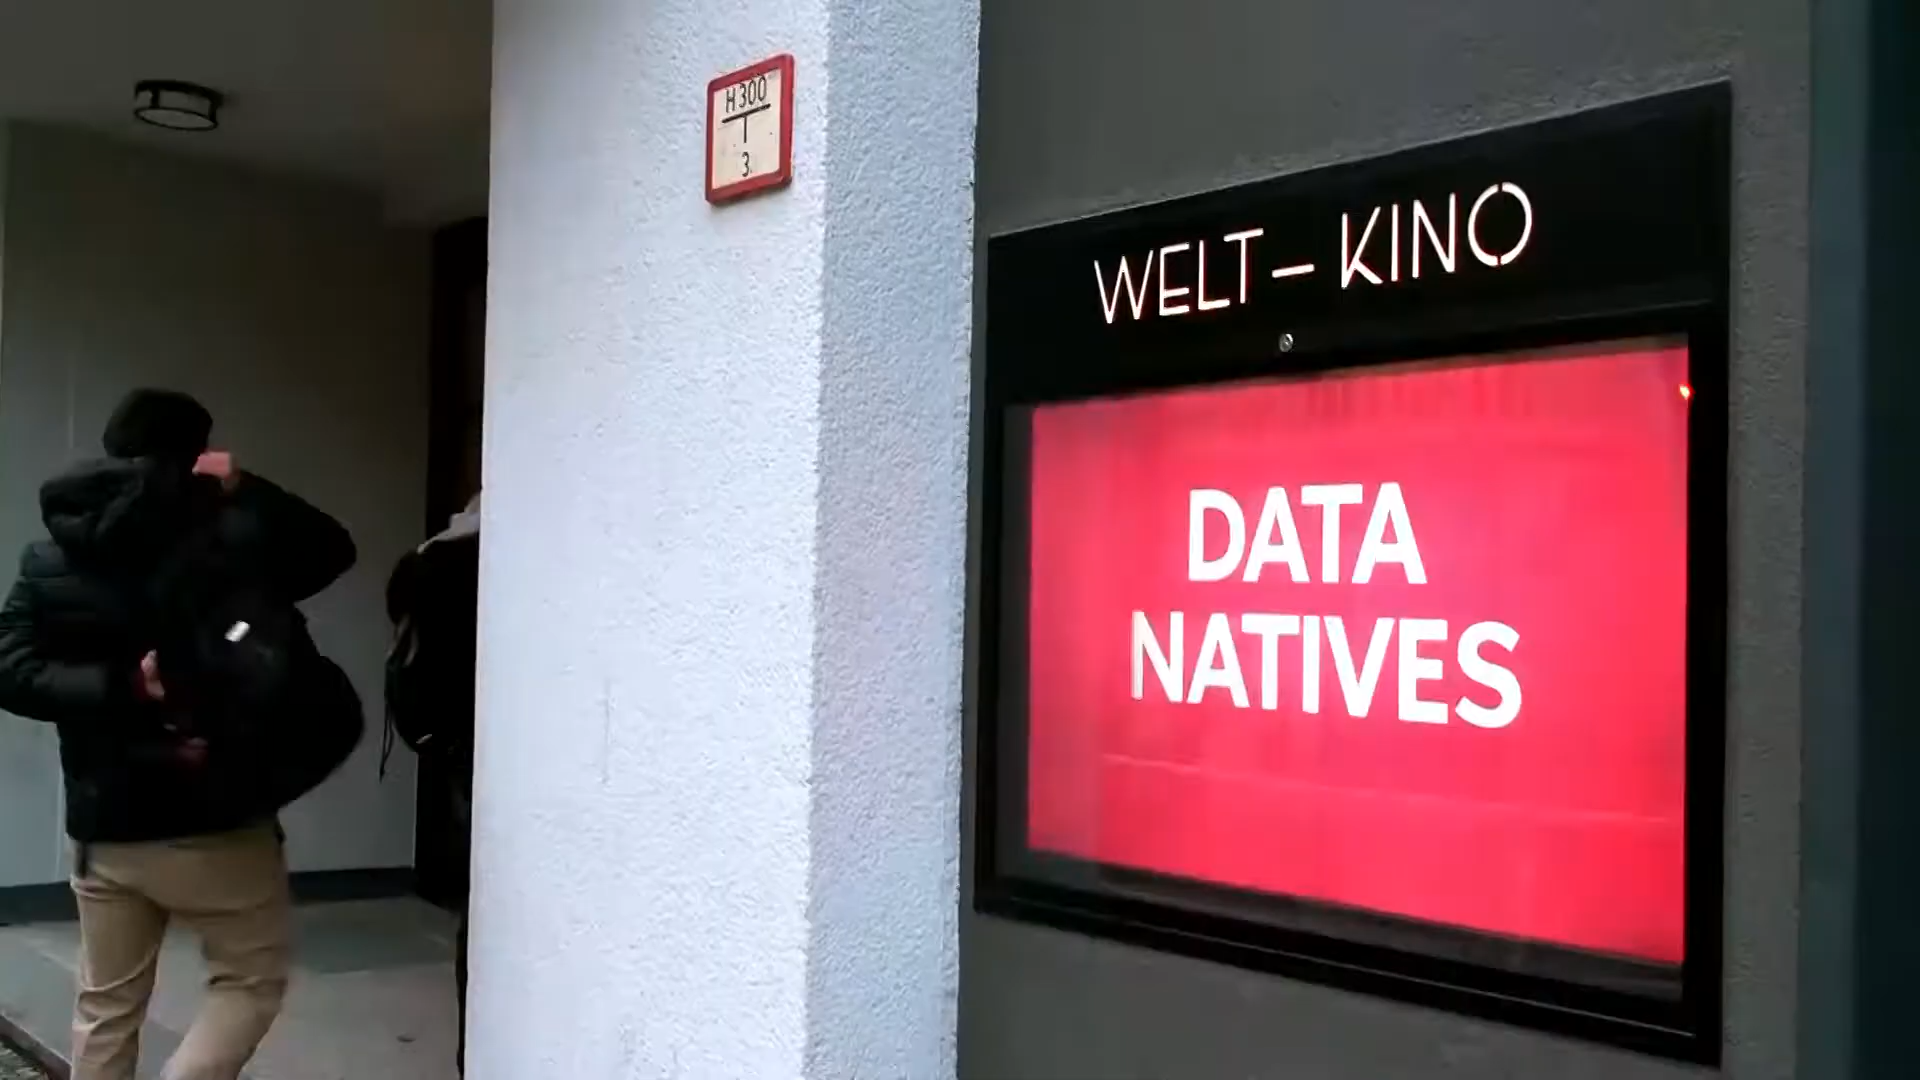 H300
3
WELT – KINO
DATA
NATIVES